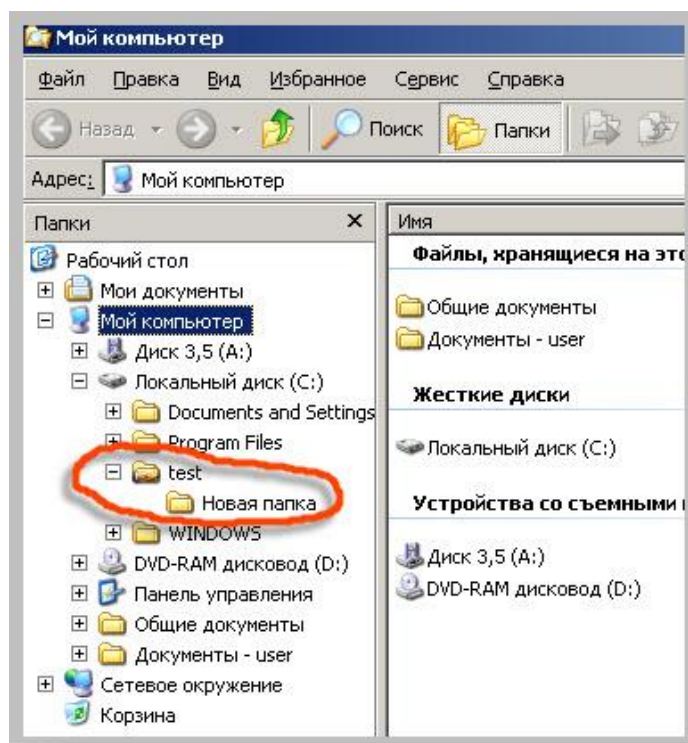 Мой компьютер
Файл Правка Вид Избранное Сервис Справка
Назад Поиск Папки
Адрес: Мой компьютер
Папки
Рабочий стол
Мои документы
Мой компьютер
Диск 3,5 (A:)
Локальный диск (C:)
Documents and Settings
Program Files
test
Новая папка
WINDOWS
DVD-RAM дисковод (D:)
Панель управления
Общие документы
Документы - user
Сетевое окружение
Корзина
Имя
Файлы, хранящиеся на это
Общие документы
Документы - user
Жесткие диски
Локальный диск (C:)
Устройства со съемными
Диск 3,5 (A:)
DVD-RAM дисковод (D:)